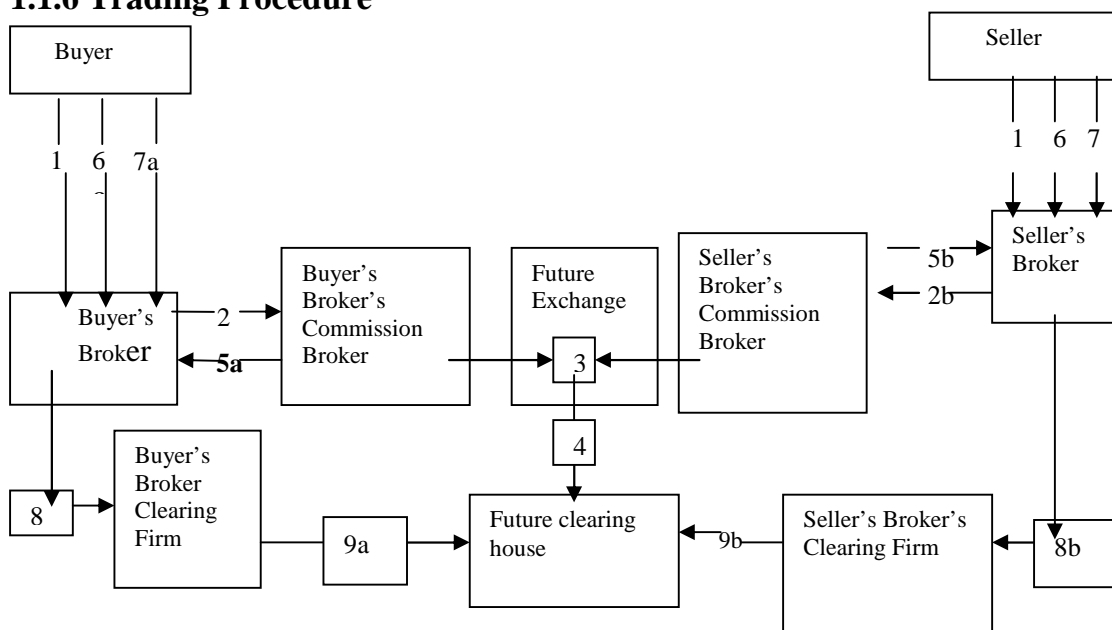 1.1.6 Trading Procedure
Buyer
Seller
1 6 7a
1 6 7
Buyer's
Broker
2
5a
Buyer's
Broker's
Commission
Broker
Future
Exchange
3
Seller's
Broker's
Commission
Broker
5b
2b
Seller's
Broker
4
8
Buyer's
Broker
Clearing
Firm
9a
Future clearing
house
9b
Seller's Broker's
Clearing Firm
8b